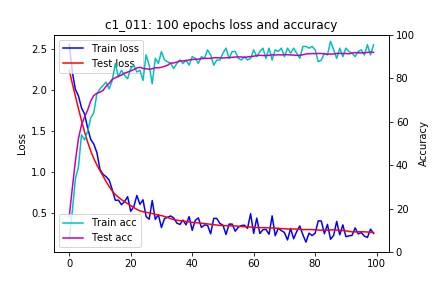 c1_011: 100 epochs loss and accuracy
Train loss
Test loss
Train acc
Test acc
Loss
2.5
2.0
1.5
1.0
0.5
Accuracy
100
80
60
40
20
0
0
20
40
60
80
100